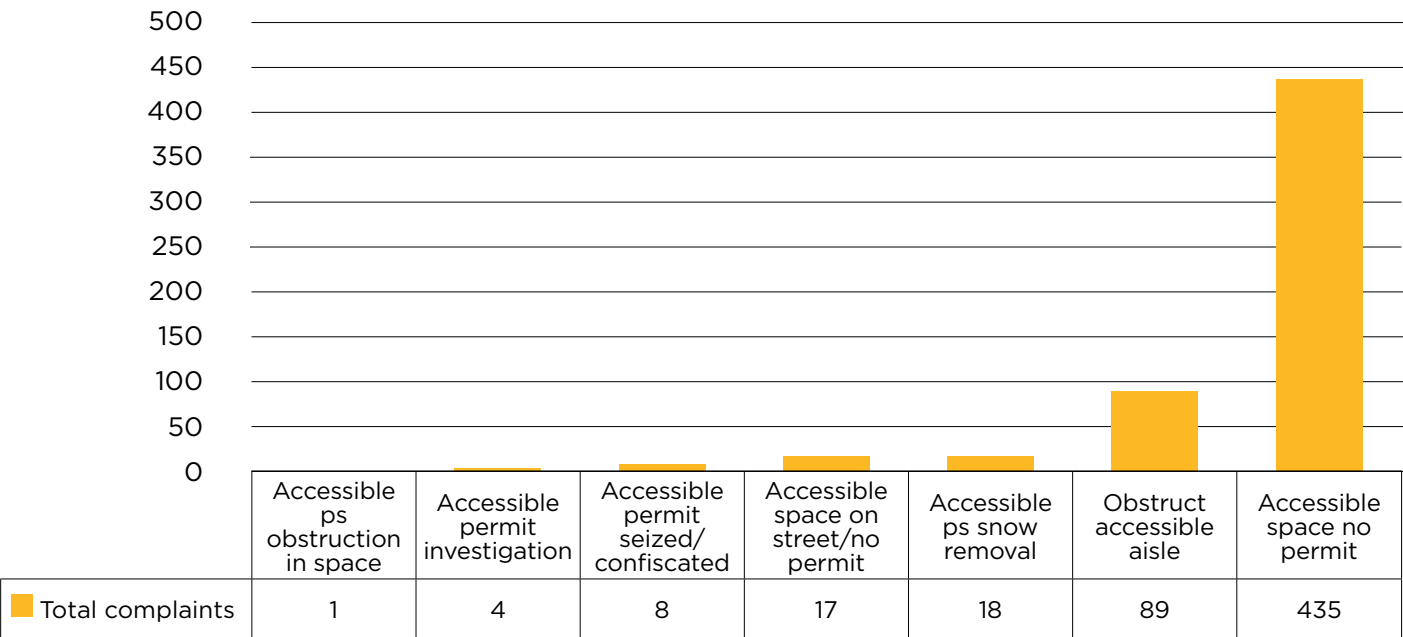 500
450
400
350
300
250
200
150
100
50
0
Accessible
ps
obstruction
in space
Accessible
permit
investigation
Accessible
permit
seized/
confiscated
Accessible
space on
street/no
permit
Accessible
ps snow
removal
Obstruct
accessible
aisle
Accessible
space no
permit
Total complaints 1 4 8 17 18 89 435